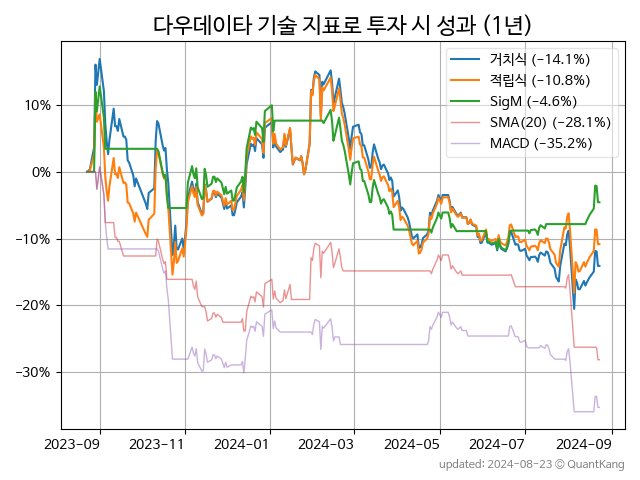 다우데이타 기술 지표로 투자 시 성과 (1년)
거치식 (−14.1%)
적립식 (−10.8%)
SigM (−4.6%)
SMA(20) (−28.1%)
MACD (−35.2%)
10%
0%
−10%
−20%
−30%
2023-09 2023-11 2024-01 2024-03 2024-05 2024-07 2024-09
updated: 2024-08-23 © QuantKang